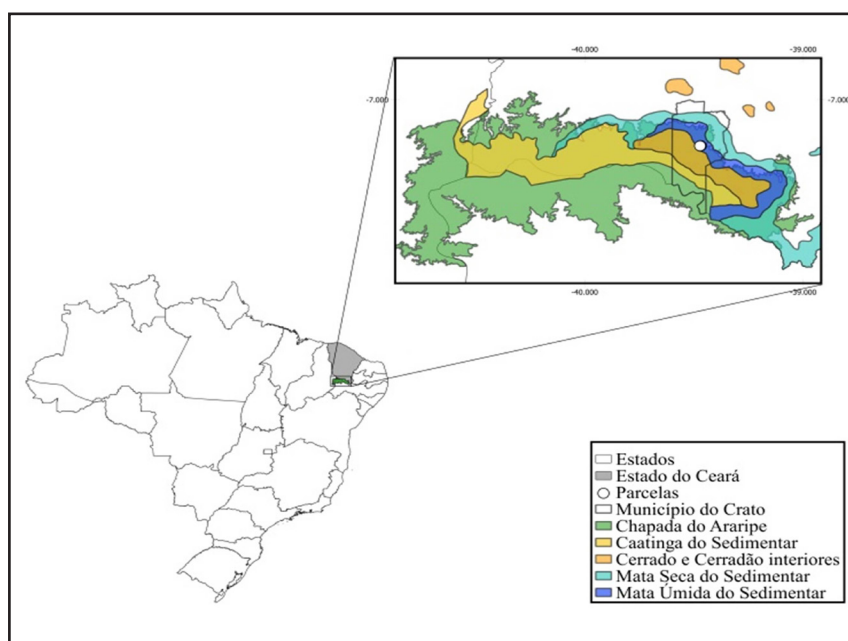 -40.000
-39.000
-7.000
-7.000
-40.000
-39.000
Estados
Estado do Ceará
Parcelas
Município do Crato
Chapada do Araripe
Caatinga do Sedimentar
Cerrado e Cerradão interiores
Mata Seca do Sedimentar
Mata Úmida do Sedimentar